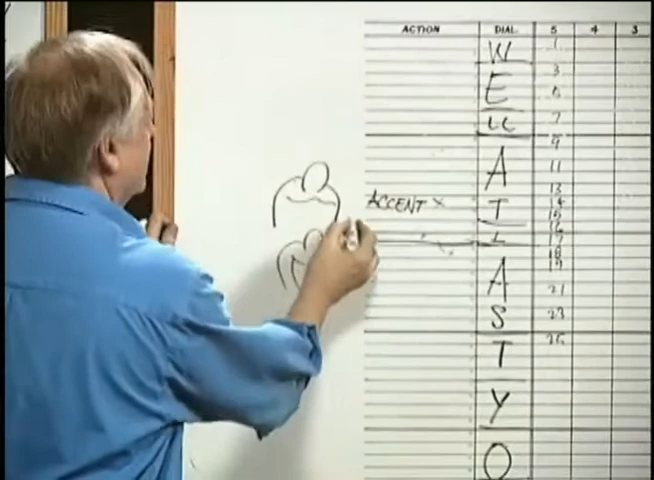 ACTION DIAL 5 4 3
W 1
3
E 6
LL 7
9
A 11
13
ACCENT × T 14
15
16
L 17
18
19
A 21
S 23
T 25
Y
O